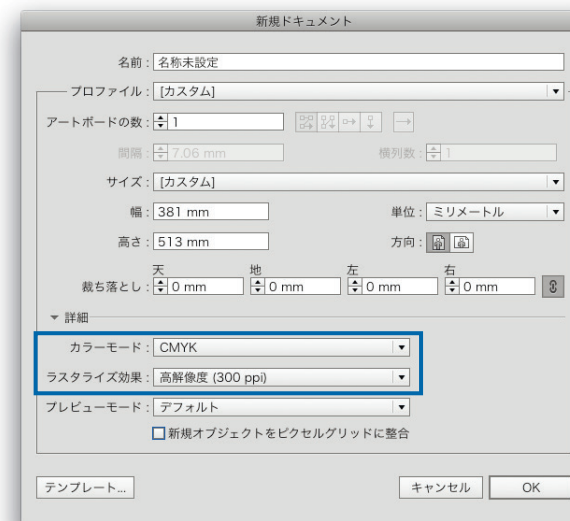 新規ドキュメント
名前 : 名称未設定
プロファイル : [カスタム]
アートボードの数 : 1
間隔 : 7.06 mm 横列数 : 1
サイズ : [カスタム]
幅 : 381 mm 単位 : ミリメートル
高さ : 513 mm 方向 :
天 地 左 右
裁ち落とし : 0 mm 0 mm 0 mm 0 mm
詳細
カラーモード : CMYK
ラスタライズ効果 : 高解像度 (300 ppi)
プレビューモード : デフォルト
新規オブジェクトをピクセルグリッドに整合
テンプレート... キャンセル OK